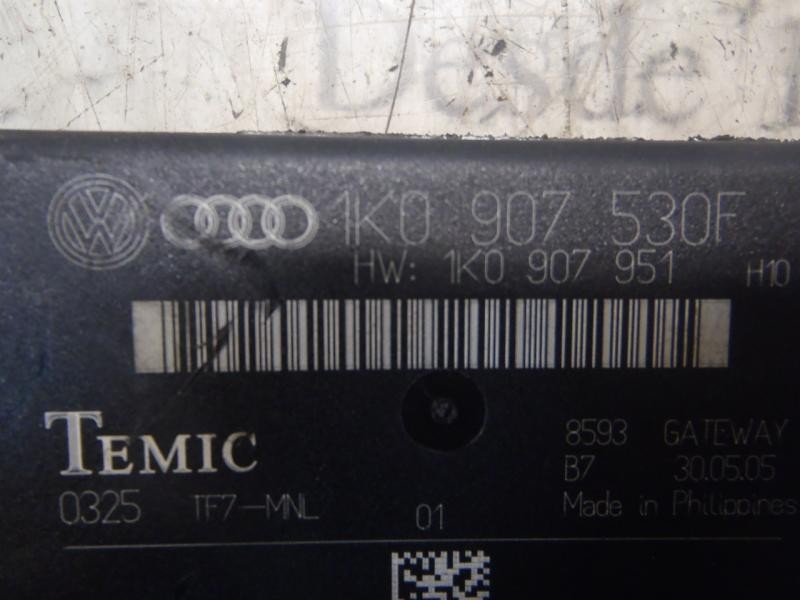 Desde
1K0 907 530F
HW: 1K0 907 951 H10
TEMIC
8593 GATEWAY
B7 30.05.05
0325 TF7-MNL 01 Made in Philippines